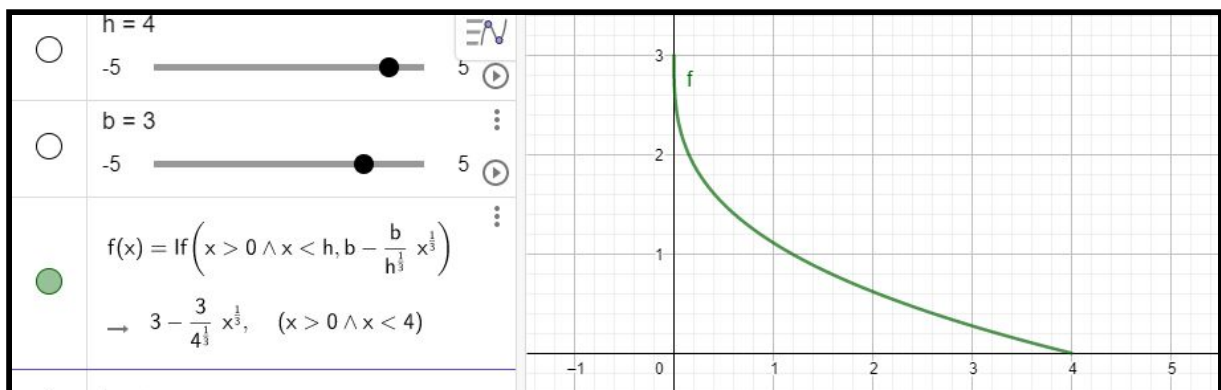 h = 4
-5 5
b = 3
-5 5
f(x) = If(x > 0 ∧ x < h, b − b/h^(1/3) x^(1/3))
→ 3 − 3/4^(1/3) x^(1/3), (x > 0 ∧ x < 4)
f
3
2
1
−1 0 1 2 3 4 5